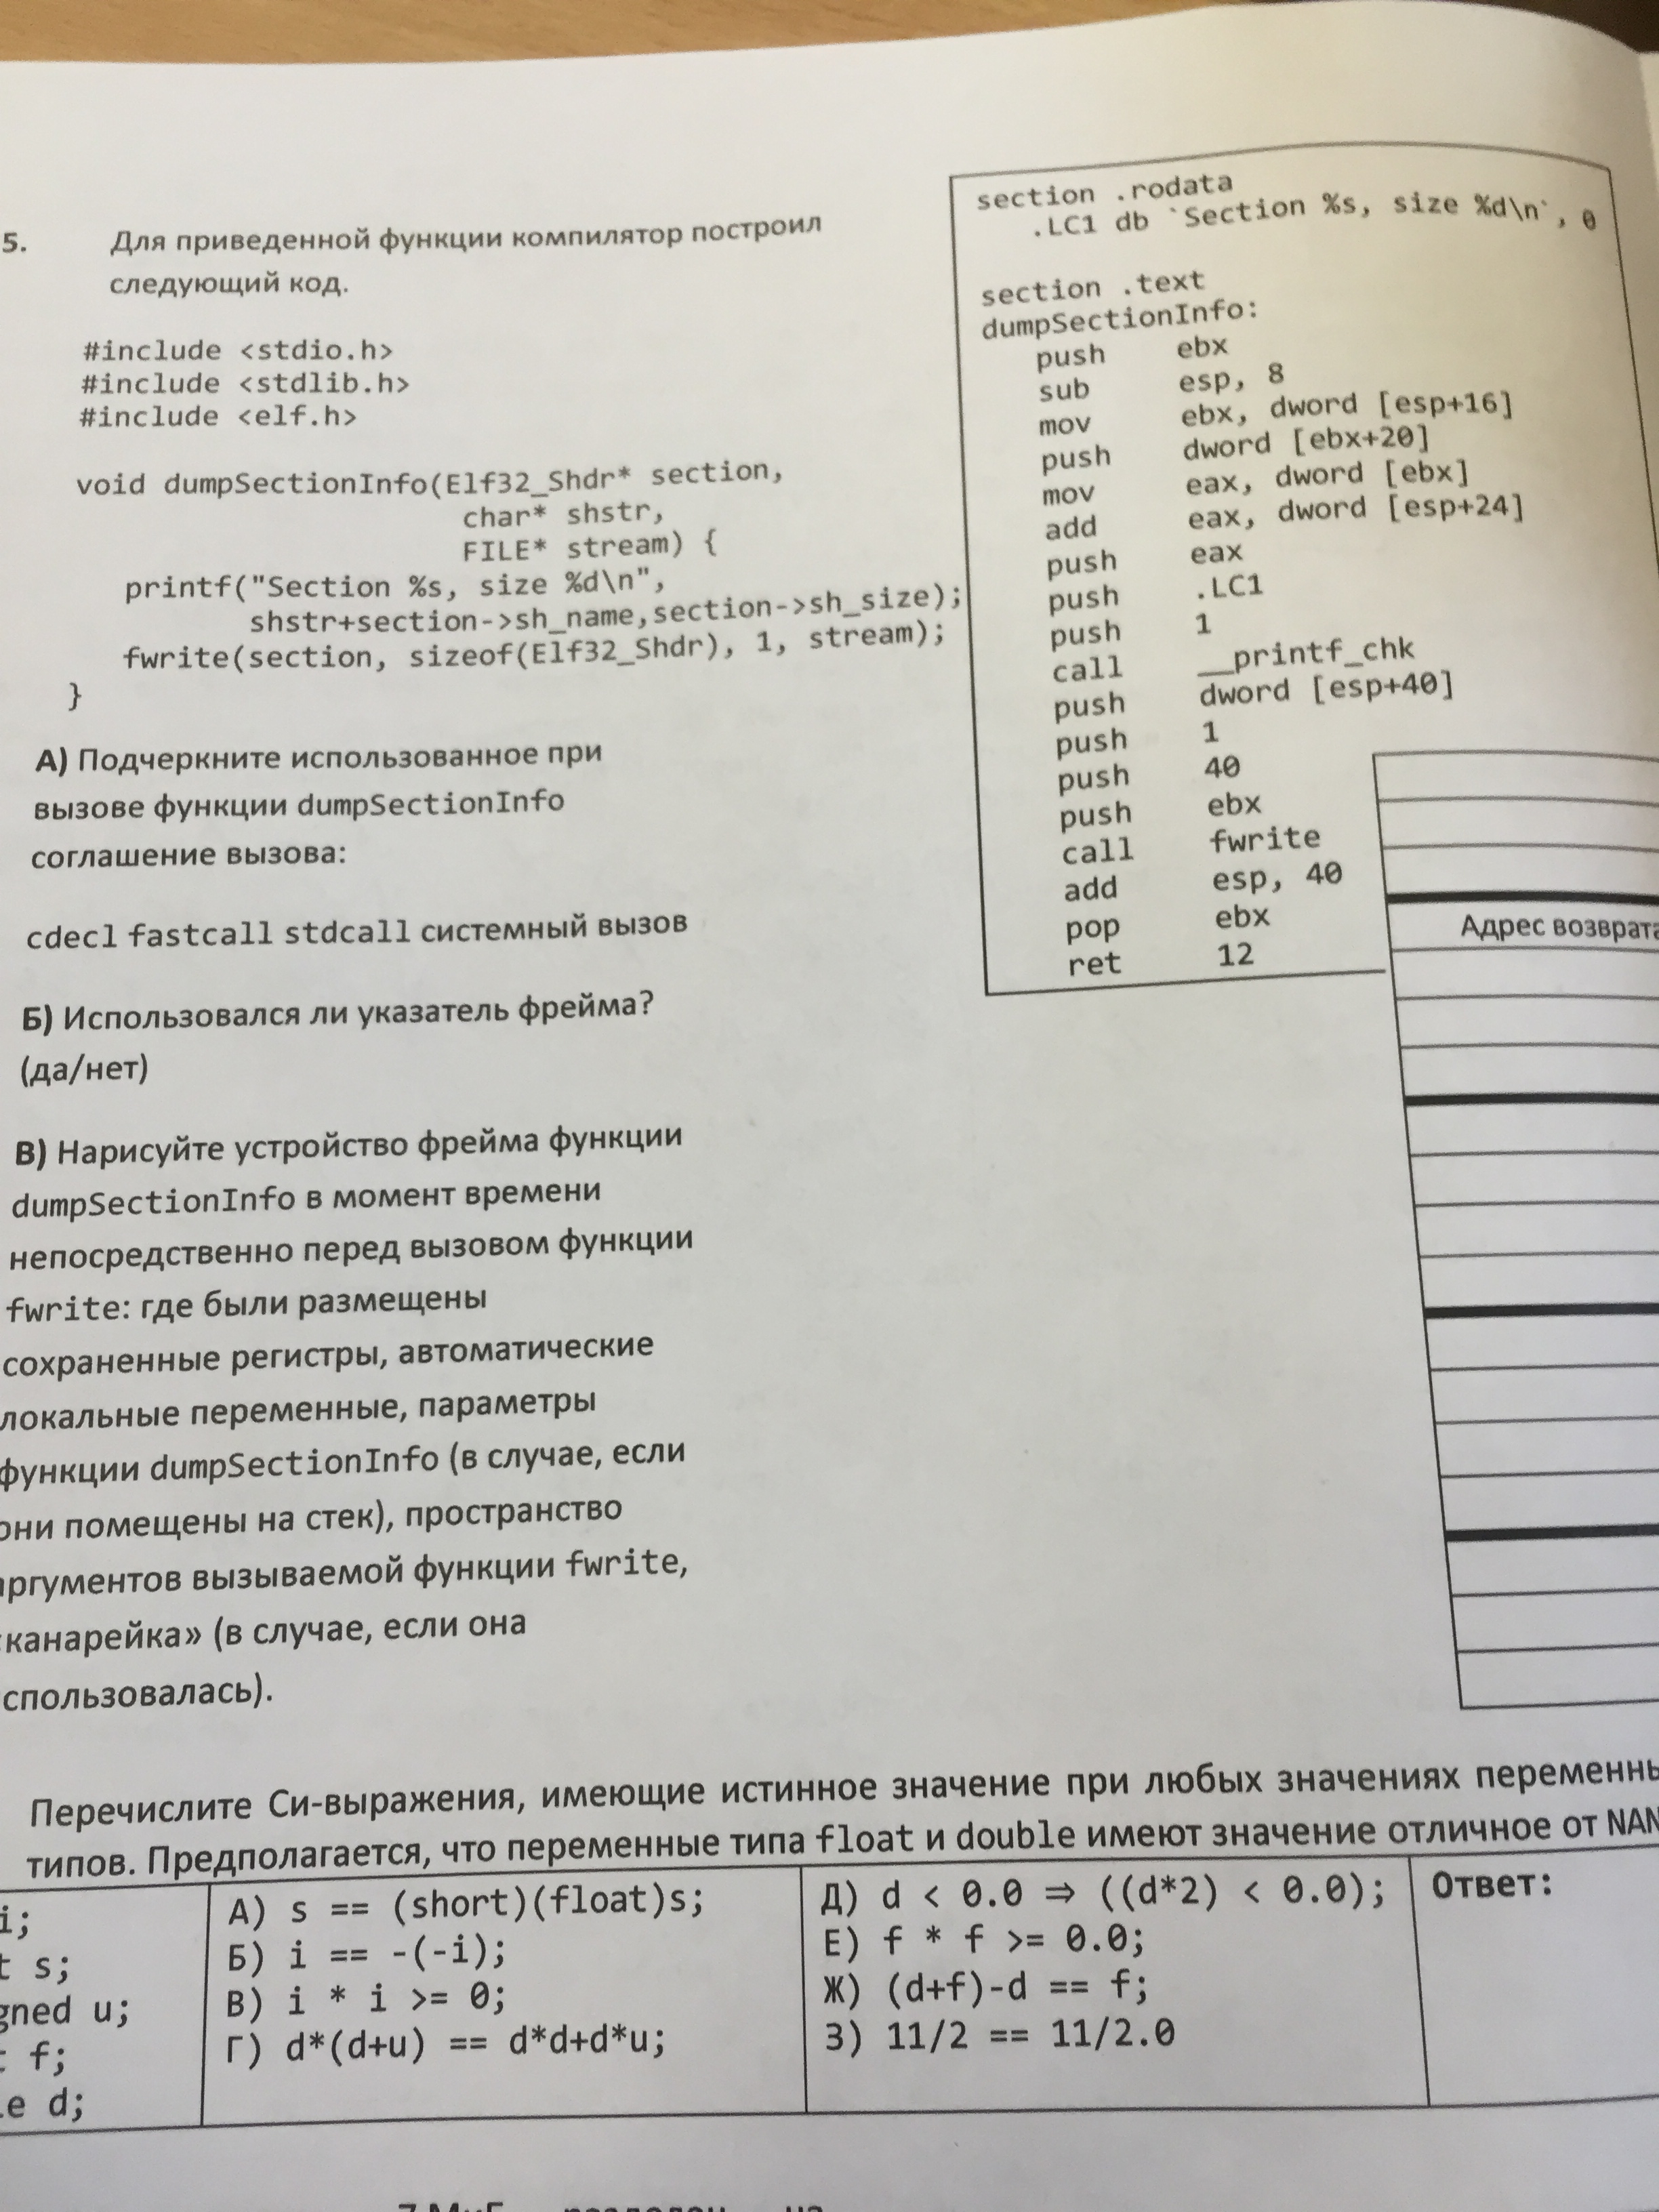 5. Для приведенной функции компилятор построил
следующий код.
#include <stdio.h>
#include <stdlib.h>
#include <elf.h>
void dumpSectionInfo(Elf32_Shdr* section,
char* shstr,
FILE* stream) {
printf("Section %s, size %d\n",
shstr+section->sh_name,section->sh_size);
fwrite(section, sizeof(Elf32_Shdr), 1, stream);
}
А) Подчеркните использованное при
вызове функции dumpSectionInfo
соглашение вызова:
cdecl fastcall stdcall системный вызов
Б) Использовался ли указатель фрейма?
(да/нет)
В) Нарисуйте устройство фрейма функции
dumpSectionInfo в момент времени
непосредственно перед вызовом функции
fwrite: где были размещены
сохраненные регистры, автоматические
локальные переменные, параметры
функции dumpSectionInfo (в случае, если
они помещены на стек), пространство
аргументов вызываемой функции fwrite,
«канарейка» (в случае, если она
спользовалась).
section .rodata
.LC1 db `Section %s, size %d\n`, 0
section .text
dumpSectionInfo:
push ebx
sub esp, 8
mov ebx, dword [esp+16]
push dword [ebx+20]
mov eax, dword [ebx]
add eax, dword [esp+24]
push eax
push .LC1
push 1
call __printf_chk
push dword [esp+40]
push 1
push 40
push ebx
call fwrite
add esp, 40
pop ebx
ret 12
Адрес возврата
Перечислите Си-выражения, имеющие истинное значение при любых значениях переменны
типов. Предполагается, что переменные типа float и double имеют значение отличное от NAN
i;
t s;
gned u;
t f;
le d;
А) s == (short)(float)s;
Б) i == -(-i);
В) i * i >= 0;
Г) d*(d+u) == d*d+d*u;
Д) d < 0.0 ⇒ ((d*2) < 0.0);
Е) f * f >= 0.0;
Ж) (d+f)-d == f;
З) 11/2 == 11/2.0
Ответ: